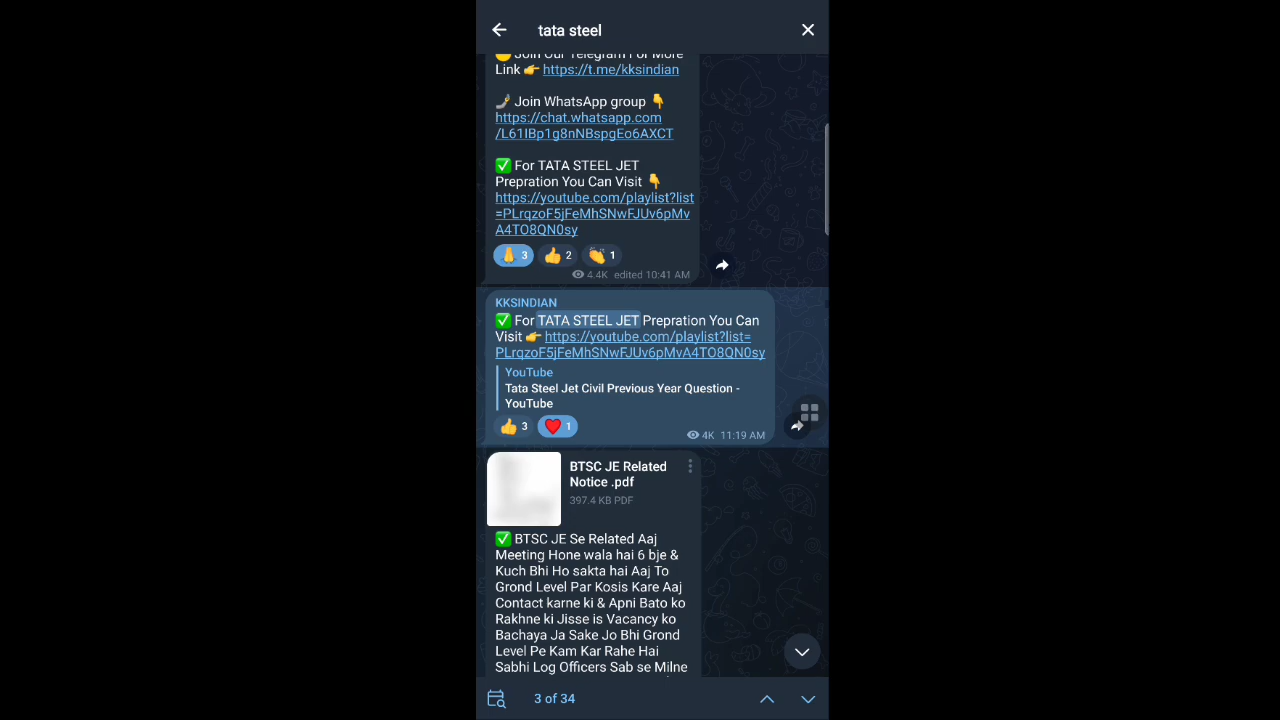 tata steel
Join Our Telegram For More
Link 👉 https://t.me/kksindian
🤳 Join WhatsApp group 👇
https://chat.whatsapp.com
/L61IBp1g8nNBspgEo6AXCT
✅ For TATA STEEL JET
Prepration You Can Visit 👇
https://youtube.com/playlist?list
=PLrqzoF5jFeMhSNwFJUv6pMv
A4TO8QN0sy
🙏 3 👍 2 👏 1
4.4K edited 10:41 AM
KKSINDIAN
✅ For TATA STEEL JET Prepration You Can
Visit 👉 https://youtube.com/playlist?list=
PLrqzoF5jFeMhSNwFJUv6pMvA4TO8QN0sy
YouTube
Tata Steel Jet Civil Previous Year Question -
YouTube
👍 3 ❤️ 1
4K 11:19 AM
BTSC JE Related
Notice .pdf
397.4 KB PDF
✅ BTSC JE Se Related Aaj
Meeting Hone wala hai 6 bje &
Kuch Bhi Ho sakta hai Aaj To
Grond Level Par Kosis Kare Aaj
Contact karne ki & Apni Bato ko
Rakhne ki Jisse is Vacancy ko
Bachaya Ja Sake Jo Bhi Grond
Level Pe Kam Kar Rahe Hai
Sabhi Log Officers Sab se Milne
3 of 34